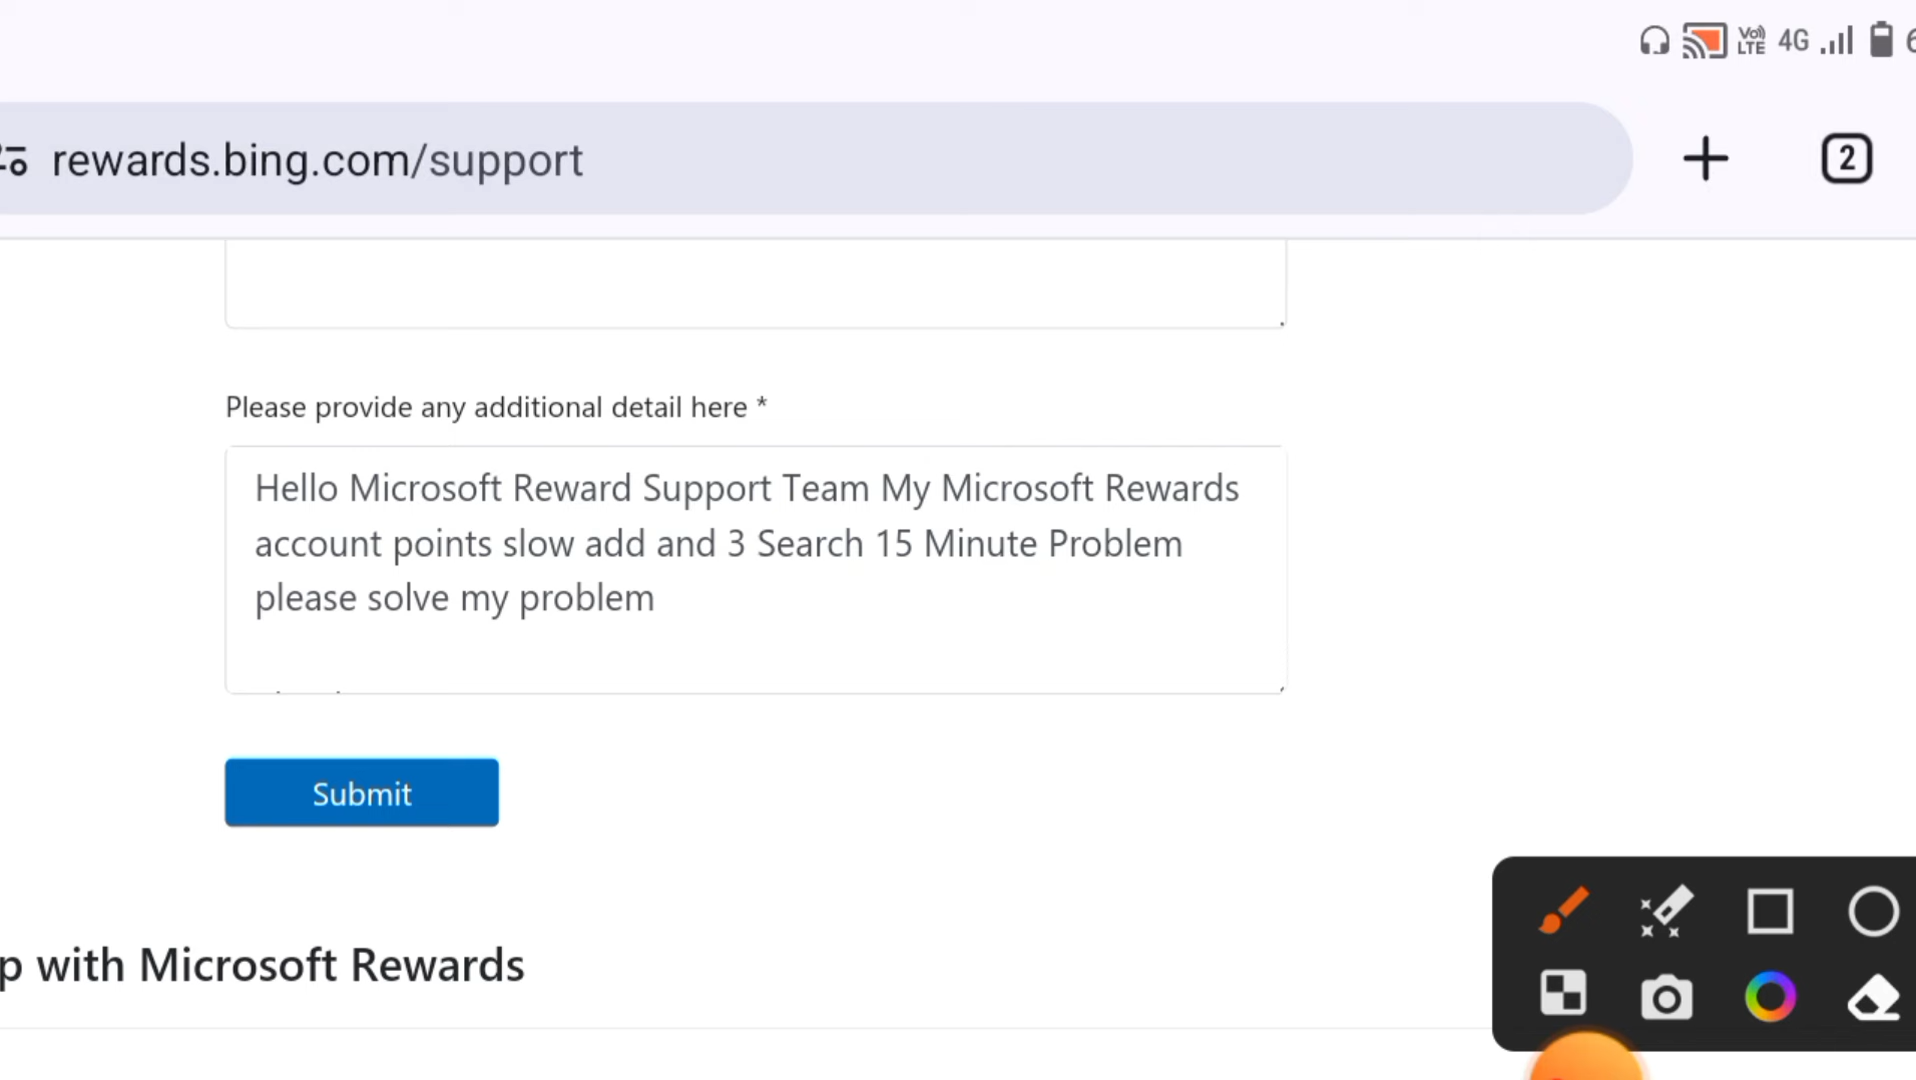 Vo)) LTE 4G
rewards.bing.com/support
2
Please provide any additional detail here *
Hello Microsoft Reward Support Team My Microsoft Rewards
account points slow add and 3 Search 15 Minute Problem
please solve my problem
Submit
p with Microsoft Rewards